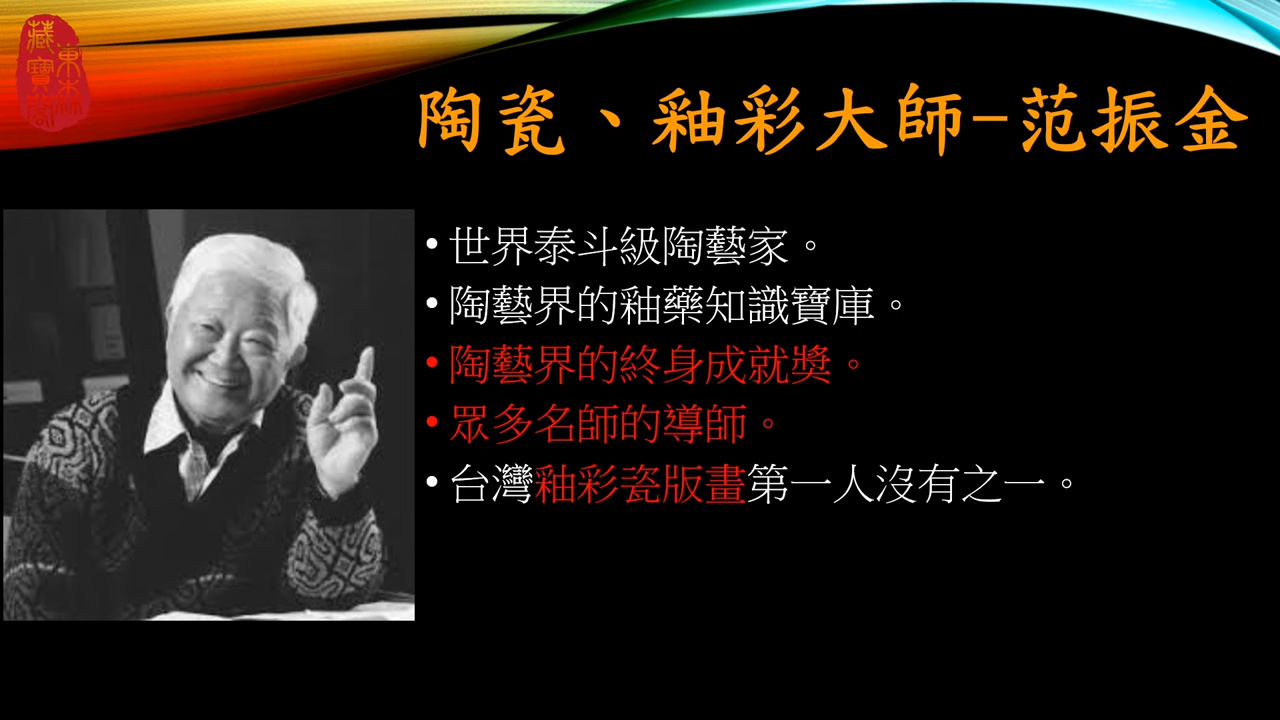 陶瓷、釉彩大師-范振金
• 世界泰斗級陶藝家。
• 陶藝界的釉藥知識寶庫。
• 陶藝界的終身成就獎。
• 眾多名師的導師。
• 台灣釉彩瓷版畫第一人沒有之一。
藏寶
東